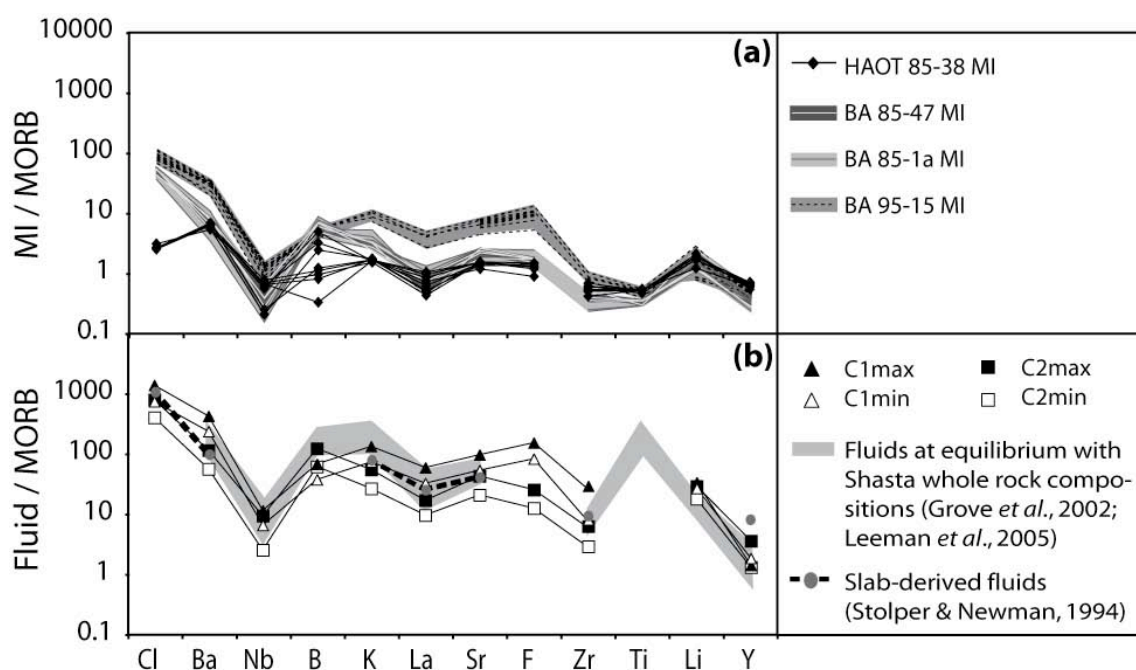 10000
1000
100
10
1
0.1
MI / MORB
(a)
HAOT 85-38 MI
BA 85-47 MI
BA 85-1a MI
BA 95-15 MI
1000
100
10
1
0.1
Fluid / MORB
(b)
C1max
C2max
C1min
C2min
Fluids at equilibrium with
Shasta whole rock compo-
sitions (Grove et al., 2002;
Leeman et al., 2005)
Slab-derived fluids
(Stolper & Newman, 1994)
Cl Ba Nb B K La Sr F Zr Ti Li Y